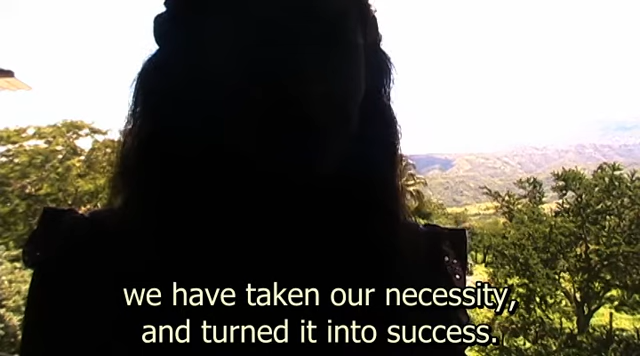 we have taken our necessity,
and turned it into success.